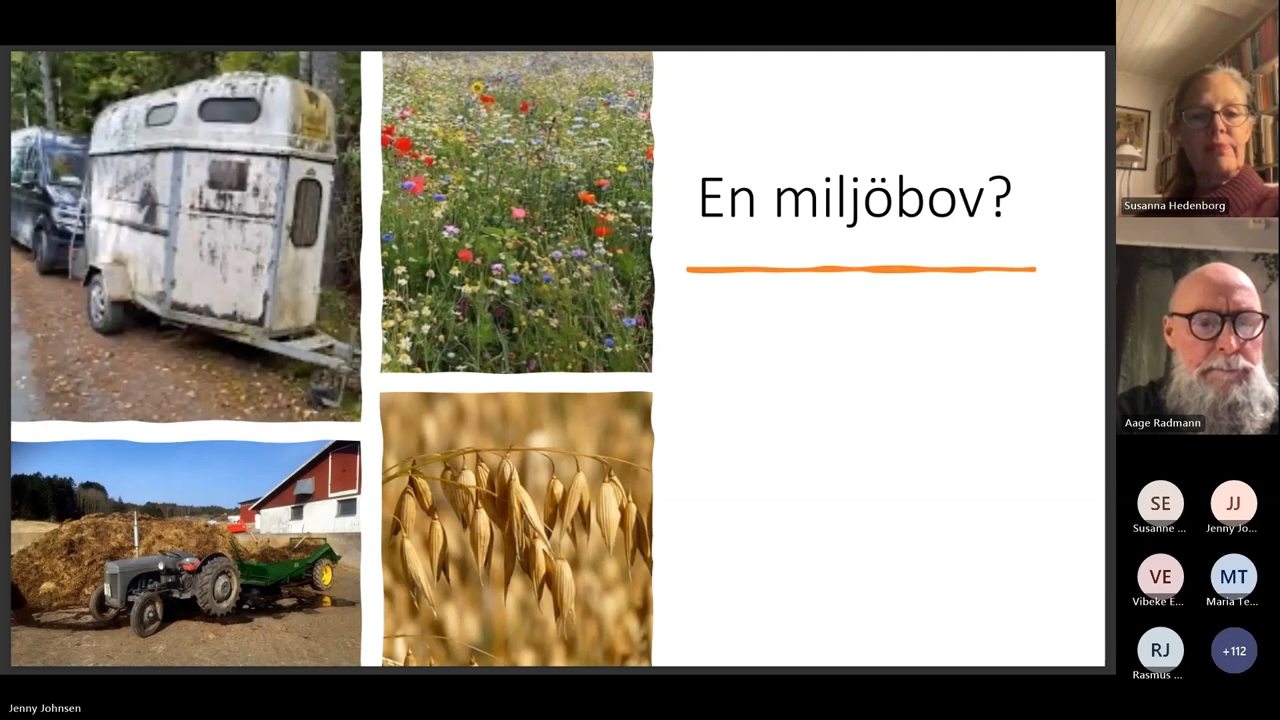 En miljöbov?
Susanna Hedenborg
Aage Radmann
SE
JJ
Susanne ...
Jenny Jo...
VE
MT
Vibeke E...
Maria Te...
RJ
+112
Rasmus ...
Jenny Johnsen